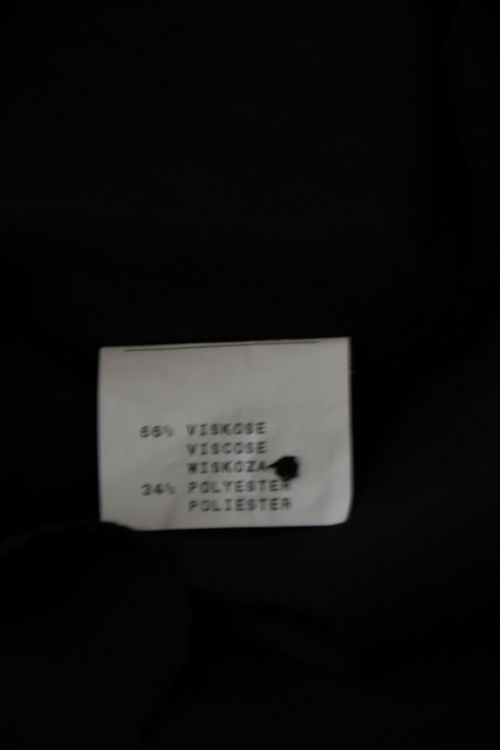 66% VISKOSE
VISCOSE
WISKOZA
34% POLYESTER
POLIESTER